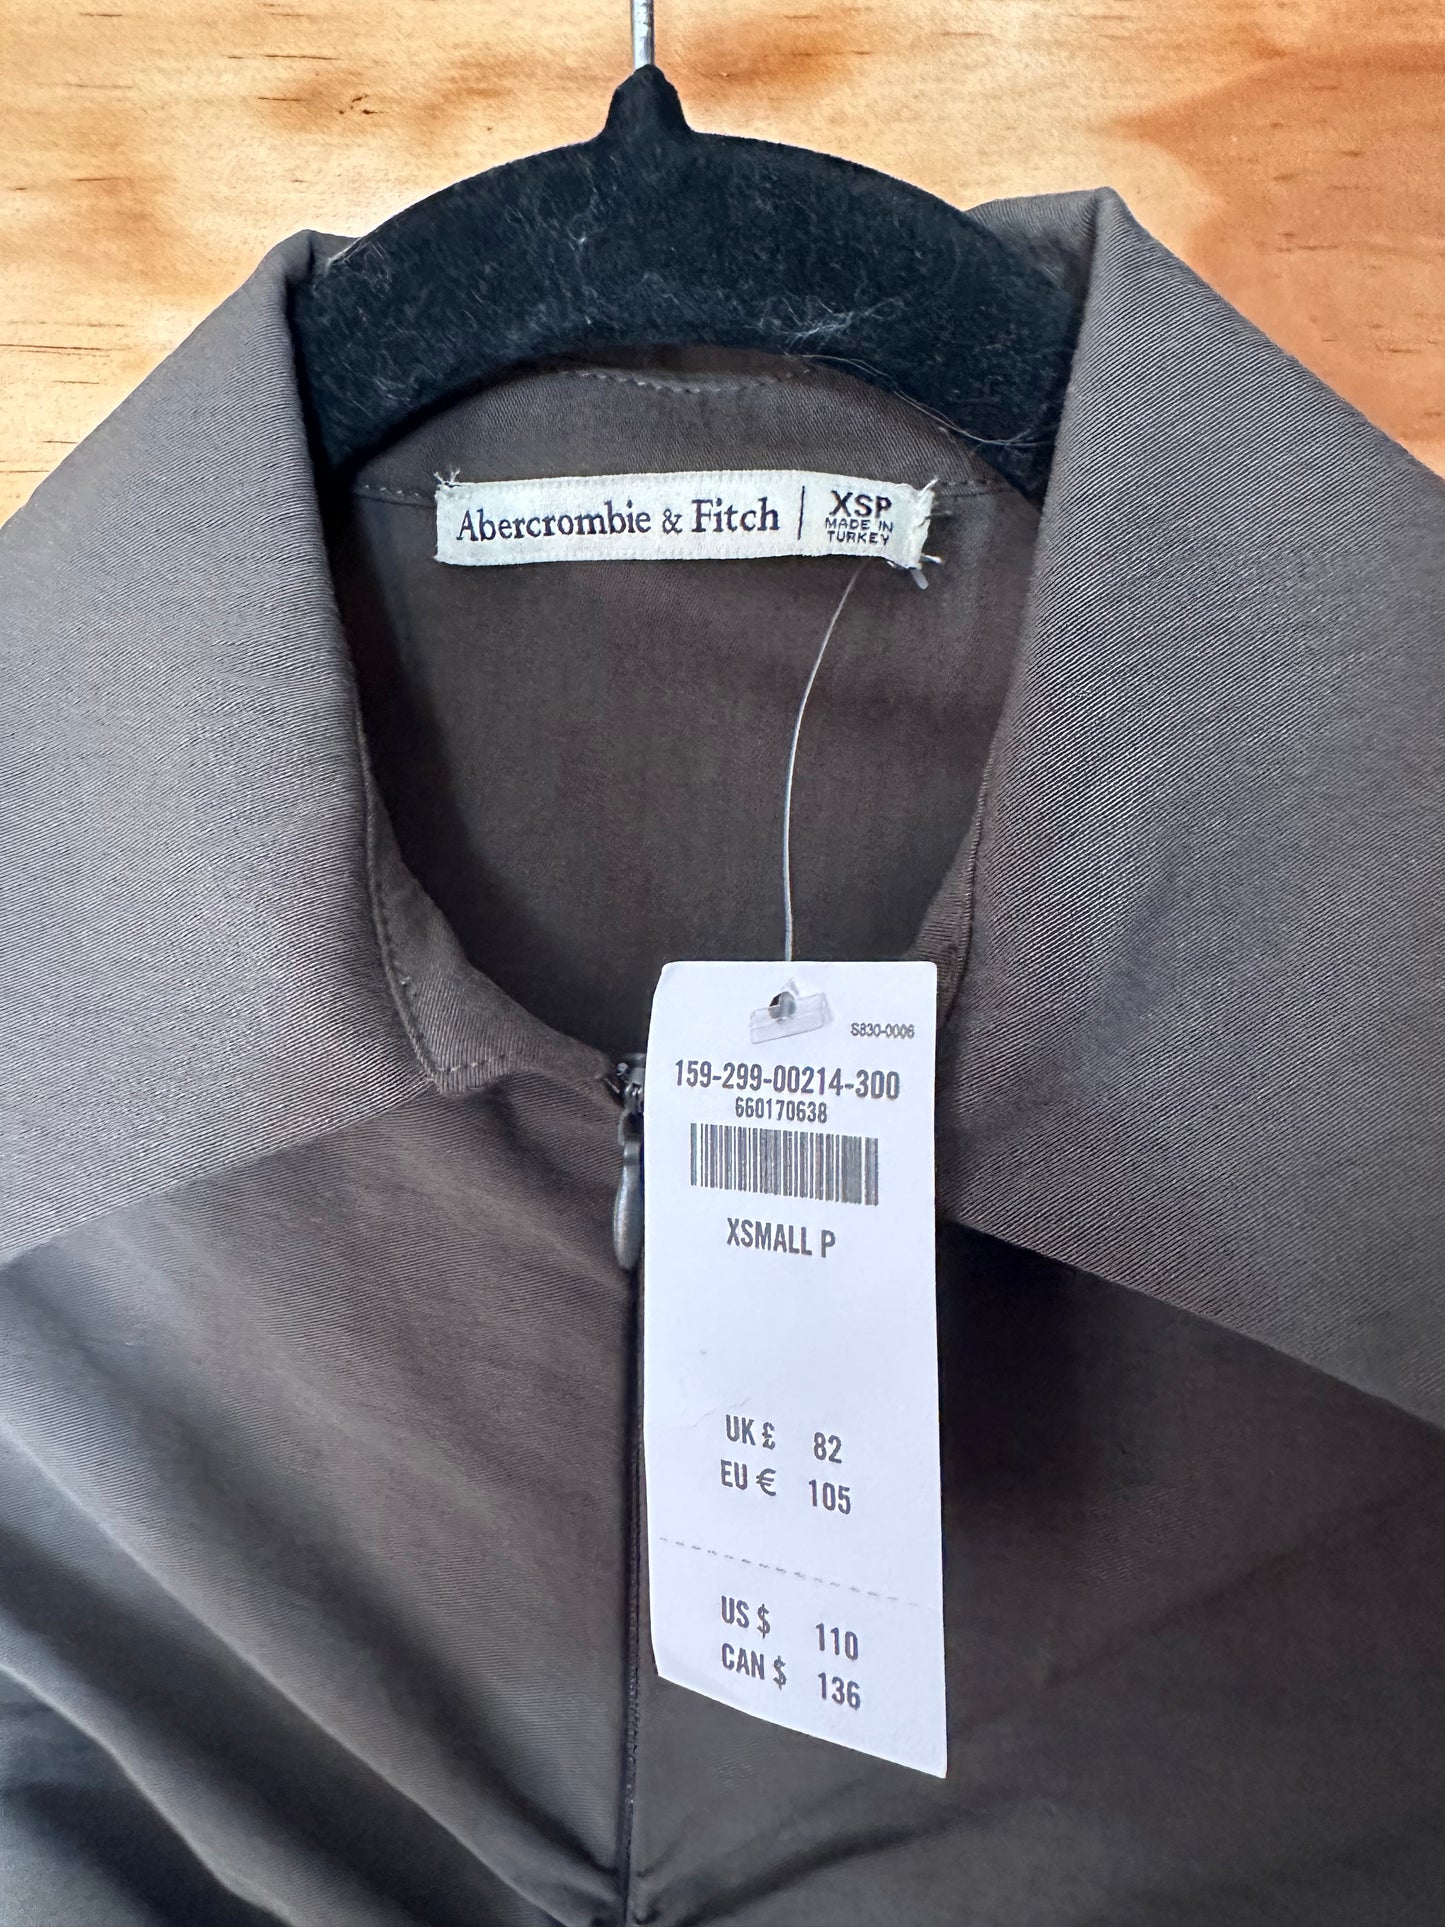 Abercrombie & Fitch | XSP
MADE IN
TURKEY
S830-0006
159-299-00214-300
660170638
XSMALL P
UK £ 82
EU € 105
US $ 110
CAN $ 136